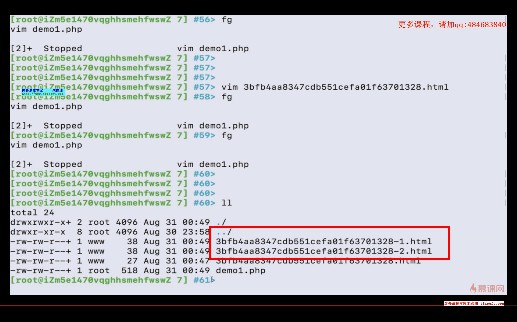 [root@iZm5e1470vqghhsmehfwswZ 7] #56> fg
更多课程，请加qq:484683840
vim demo1.php
[2]+ Stopped vim demo1.php
[root@iZm5e1470vqghhsmehfwswZ 7] #57>
[root@iZm5e1470vqghhsmehfwswZ 7] #57>
[root@iZm5e1470vqghhsmehfwswZ 7] #57> vim 3bfb4aa8347cdb551cefa01f63701328.html
[root@iZm5e1470vqghhsmehfwswZ 7] #58> fg
vim demo1.php
[2]+ Stopped vim demo1.php
[root@iZm5e1470vqghhsmehfwswZ 7] #59> fg
vim demo1.php
[2]+ Stopped vim demo1.php
[root@iZm5e1470vqghhsmehfwswZ 7] #60>
[root@iZm5e1470vqghhsmehfwswZ 7] #60>
[root@iZm5e1470vqghhsmehfwswZ 7] #60>
[root@iZm5e1470vqghhsmehfwswZ 7] #60> ll
total 24
drwxrwxr-x+ 2 root 4096 Aug 31 00:49 ./
drwxr-xr-x 8 root 4096 Aug 30 23:58 ../
-rw-rw-r--+ 1 www 38 Aug 31 00:49 3bfb4aa8347cdb551cefa01f63701328-1.html
-rw-rw-r--+ 1 www 38 Aug 31 00:49 3bfb4aa8347cdb551cefa01f63701328-2.html
-rw-rw-r--+ 1 www 27 Aug 31 00:47 3bfb4aa8347cdb551cefa01f63701328.html
-rw-rw-r--+ 1 root 518 Aug 31 00:49 demo1.php
[root@iZm5e1470vqghhsmehfwswZ 7] #61>
慕课网